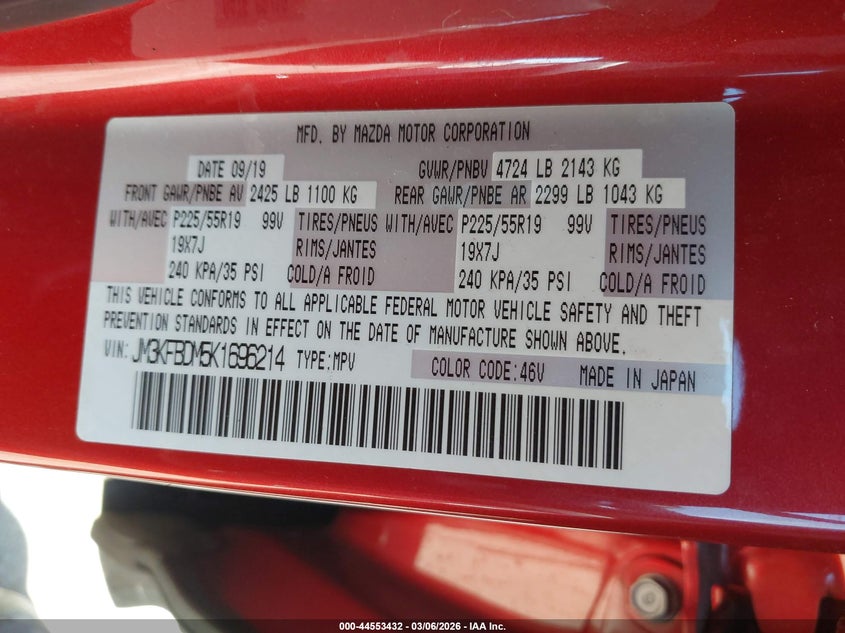 MFD. BY MAZDA MOTOR CORPORATION
DATE 09/19 GVWR/PNBV 4724 LB 2143 KG
FRONT GAWR/PNBE AV 2425 LB 1100 KG REAR GAWR/PNBE AR 2299 LB 1043 KG
WITH/AVEC P225/55R19 99V TIRES/PNEUS WITH/AVEC P225/55R19 99V TIRES/PNEUS
19X7J RIMS/JANTES 19X7J RIMS/JANTES
240 KPA/35 PSI COLD/A FROID 240 KPA/35 PSI COLD/A FROID
THIS VEHICLE CONFORMS TO ALL APPLICABLE FEDERAL MOTOR VEHICLE SAFETY AND THEFT
PREVENTION STANDARDS IN EFFECT ON THE DATE OF MANUFACTURE SHOWN ABOVE.
VIN: JM3KFBDM5K1696214 TYPE:MPV COLOR CODE:46V MADE IN JAPAN
000-44553432 - 03/06/2026 - IAA Inc.